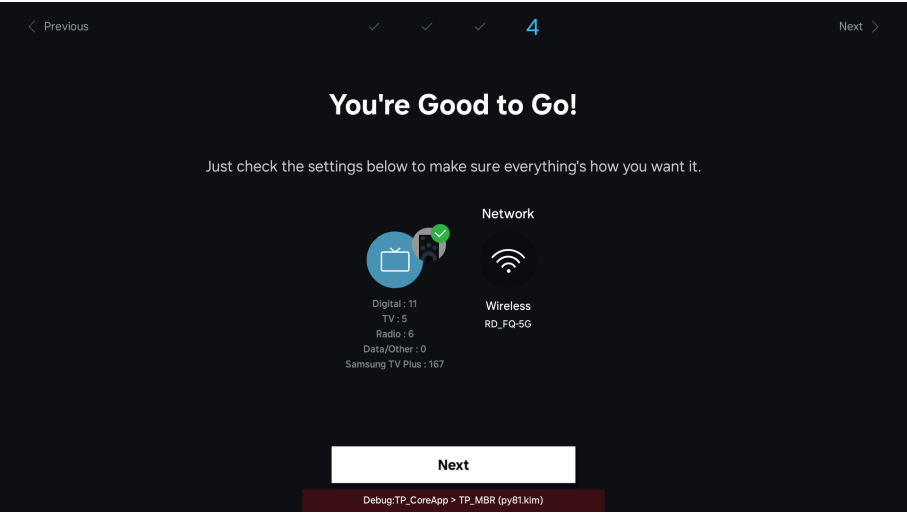 Previous
4
Next
You're Good to Go!
Just check the settings below to make sure everything's how you want it.
Network
Digital : 11
TV : 5
Radio : 6
Data/Other : 0
Samsung TV Plus : 167
Wireless
RD_FQ-5G
Next
Debug:TP_CoreApp > TP_MBR (py81.kim)